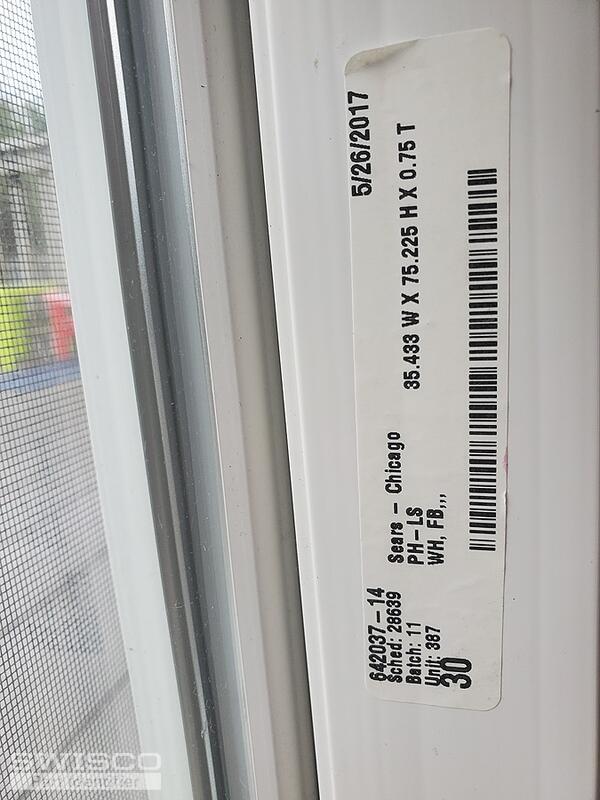 642037-14
5/26/2017
Sched: 28639
Sears - Chicago
35.433 W X 75.225 H X 0.75 T
Batch: 11
PH-LS
Unit: 387
WH, FB,,,
30
SWISCO
Part Identifier